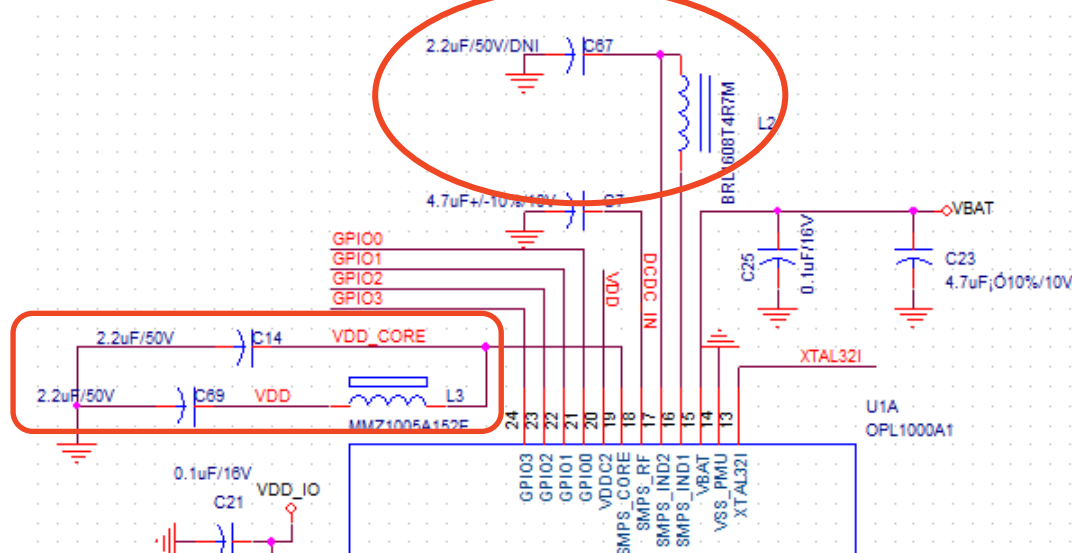 2.2uF/50V/DNI
C67
BRL1608T4R7M
L2
4.7uF+/-10%/10V
C7
VBAT
GPIO0
GPIO1
GPIO2
GPIO3
VDD
DCDC_IN
C25
0.1uF/16V
C23
4.7uF¡Ó10%/10V
2.2uF/50V
C14
VDD_CORE
XTAL32I
2.2uF/50V
C69
VDD
L3
MMZ1005A152E
24
23
22
21
20
19
18
17
16
15
14
13
U1A
OPL1000A1
GPIO3
GPIO2
GPIO1
GPIO0
VDDC2
SMPS_CORE
SMPS_RF
SMPS_IND2
SMPS_IND1
VBAT
VSS_PMU
XTAL32I
0.1uF/16V
C21
VDD_IO